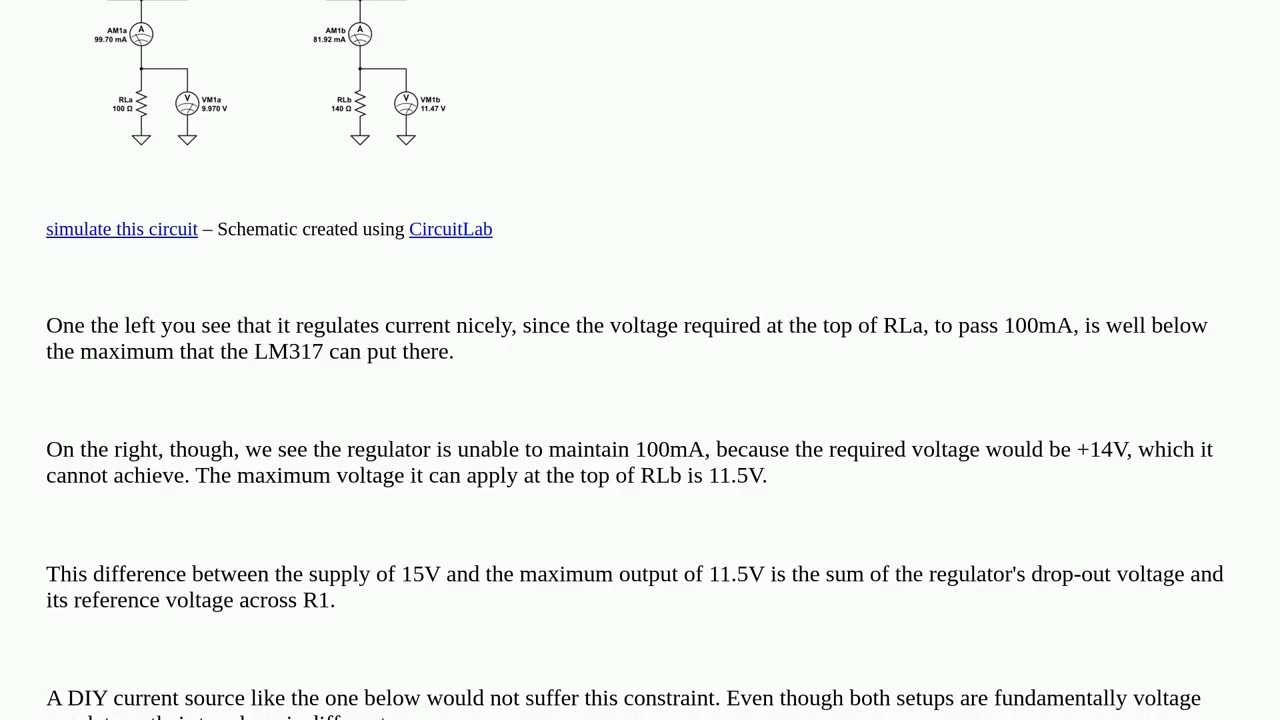 AM1a
99.70 mA
A
AM1b
81.92 mA
A
RLa
100 Ω
V
VM1a
9.970 V
RLb
140 Ω
V
VM1b
11.47 V
simulate this circuit – Schematic created using CircuitLab
One the left you see that it regulates current nicely, since the voltage required at the top of RLa, to pass 100mA, is well below
the maximum that the LM317 can put there.
On the right, though, we see the regulator is unable to maintain 100mA, because the required voltage would be +14V, which it
cannot achieve. The maximum voltage it can apply at the top of RLb is 11.5V.
This difference between the supply of 15V and the maximum output of 11.5V is the sum of the regulator's drop-out voltage and
its reference voltage across R1.
A DIY current source like the one below would not suffer this constraint. Even though both setups are fundamentally voltage